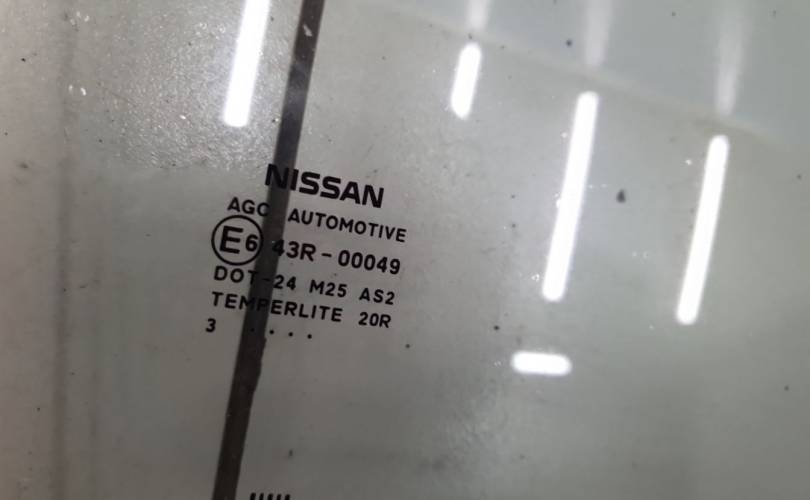 NISSAN
AGC AUTOMOTIVE
E6 43R-00049
DOT-24 M25 AS2
TEMPERLITE 20R
3 . . . .